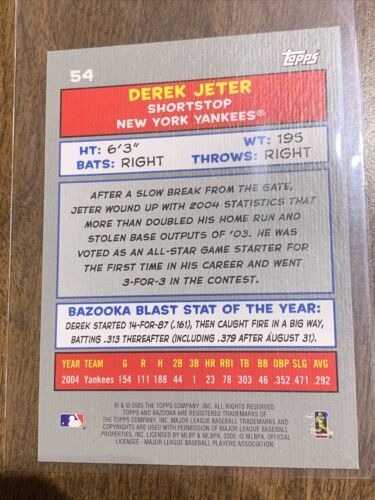 54
topps
DEREK JETER
SHORTSTOP
NEW YORK YANKEES®
HT: 6'3" WT: 195
BATS: RIGHT THROWS: RIGHT
AFTER A SLOW BREAK FROM THE GATE,
JETER WOUND UP WITH 2004 STATISTICS THAT
MORE THAN DOUBLED HIS HOME RUN AND
STOLEN BASE OUTPUTS OF '03. HE WAS
VOTED AS AN ALL-STAR GAME STARTER FOR
THE FIRST TIME IN HIS CAREER AND WENT
3-FOR-3 IN THE CONTEST.
BAZOOKA BLAST STAT OF THE YEAR:
DEREK STARTED 14-FOR-87 (.161), THEN CAUGHT FIRE IN A BIG WAY,
BATTING .313 THEREAFTER (INCLUDING .379 AFTER AUGUST 31).
YEAR TEAM G R H 2B 3B HR RBI TB BB OBP SLG AVG
2004 Yankees 154 111 188 44 1 23 78 303 46 .352 .471 .292
® & © 2005 THE TOPPS COMPANY, INC. ALL RIGHTS RESERVED.
TOPPS AND BAZOOKA ARE REGISTERED TRADEMARKS OF
THE TOPPS COMPANY, INC. MAJOR LEAGUE BASEBALL TRADEMARKS AND
COPYRIGHTS ARE USED WITH PERMISSION OF MAJOR LEAGUE BASEBALL
PROPERTIES, INC. LICENSED BY MLBP & MLBPA, 2005. © MLBPA, OFFICIAL
LICENSEE - MAJOR LEAGUE BASEBALL PLAYERS ASSOCIATION.